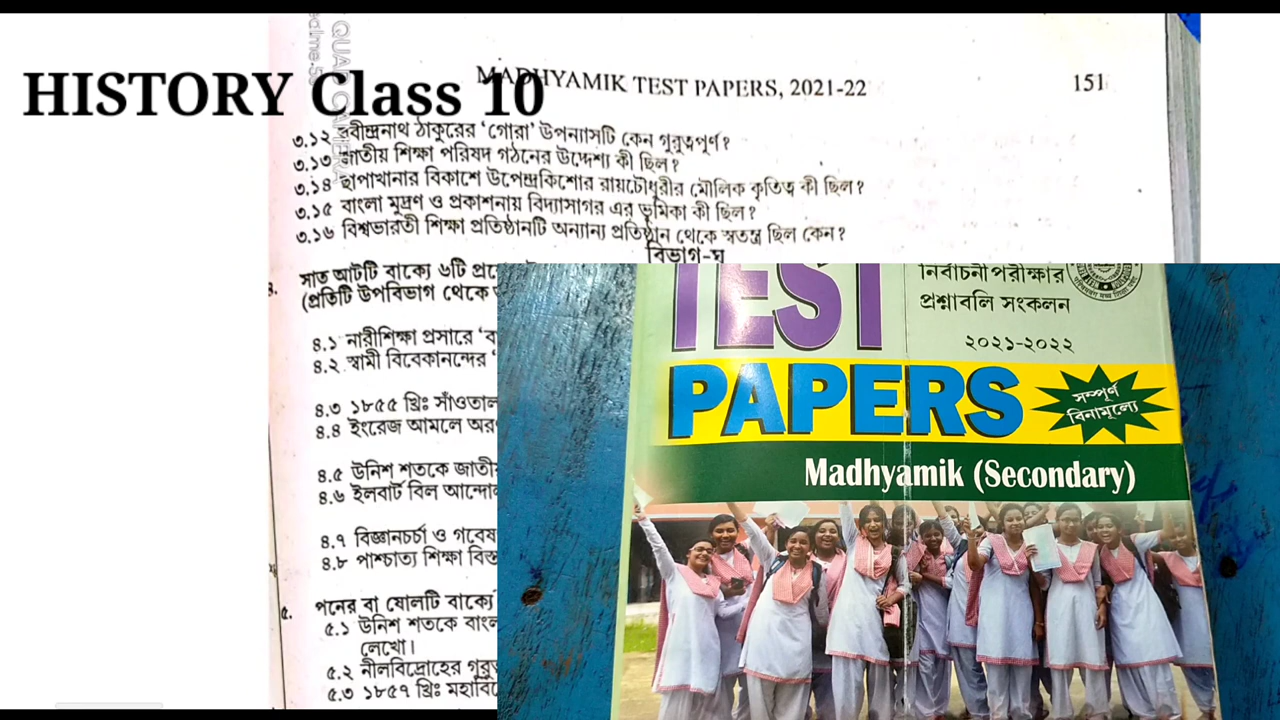 HISTORY Class 10
MADHYAMIK TEST PAPERS, 2021-22
151
৩.১২ রবীন্দ্রনাথ ঠাকুরের ‘গোরা’ উপন্যাসটি কেন গুরুত্বপূর্ণ?
৩.১৩ জাতীয় শিক্ষা পরিষদ গঠনের উদ্দেশ্য কী ছিল?
৩.১৪ ছাপাখানার বিকাশে উপেন্দ্রকিশোর রায়চৌধুরীর মৌলিক কৃতিত্ব কী ছিল?
৩.১৫ বাংলা মুদ্রণ ও প্রকাশনায় বিদ্যাসাগর এর ভূমিকা কী ছিল?
৩.১৬ বিশ্বভারতী শিক্ষা প্রতিষ্ঠানটি অন্যান্য প্রতিষ্ঠান থেকে স্বতন্ত্র ছিল কেন?
বিভাগ-ঘ
সাত আটটি বাক্যে ৬টি
(প্রতিটি উপবিভাগ থেকে
৪.১ নারীশিক্ষা প্রসারে
৪.২ স্বামী বিবেকানন্দের
৪.৩ ১৮৫৫ খ্রিঃ সাঁওতাল
৪.৪ ইংরেজ আমলে
৪.৫ উনিশ শতকে
৪.৬ ইলবার্ট বিল
৪.৭ বিজ্ঞানচর্চা ও
৪.৮ পাশ্চাত্য শিক্ষা
৫. পনের বা ষোলটি বাক্যে
৫.১ উনিশ শতকে
লেখো।
৫.২ নীলবিদ্রোহের
৫.৩ ১৮৫৭ খ্রিঃ
নির্বাচনী পরীক্ষার
প্রশ্নাবলি সংকলন
২০২১-২০২২
TEST
PAPERS
সম্পূর্ণ
বিনামূল্যে
Madhyamik (Secondary)